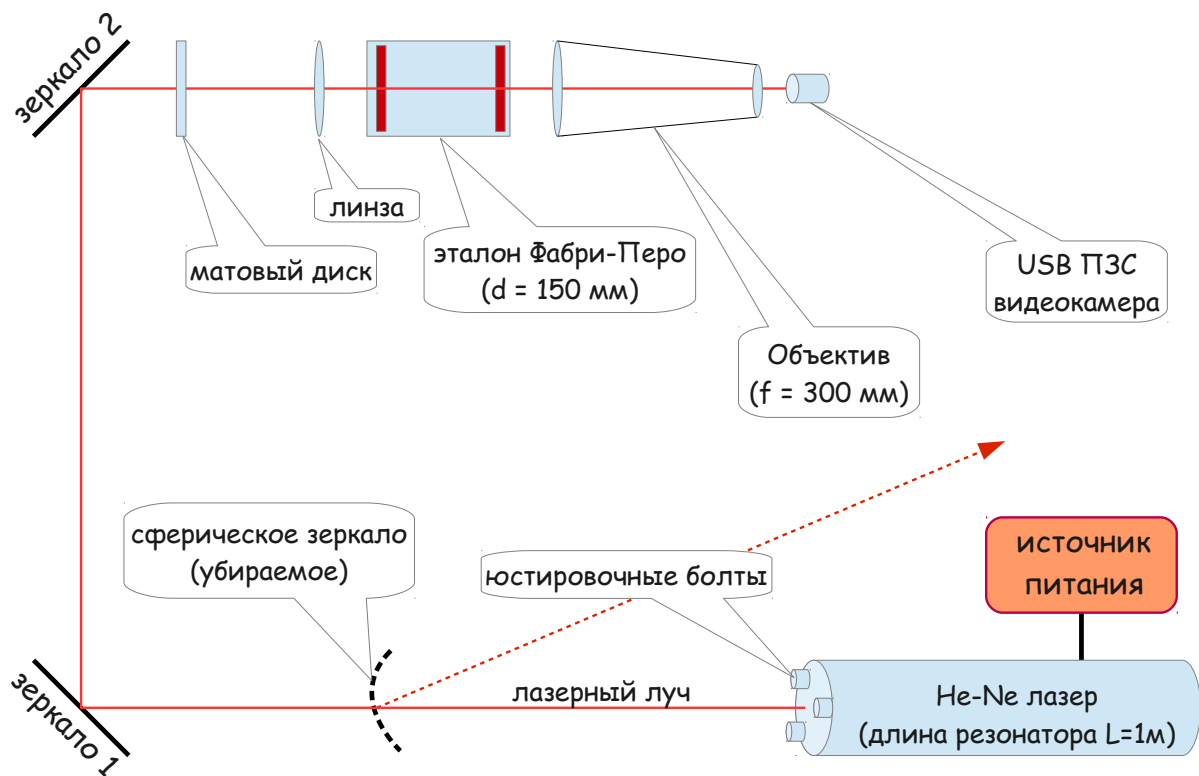 зеркало 2
линза
матовый диск
эталон Фабри-Перо
(d = 150 мм)
USB ПЗС
видеокамера
Объектив
(f = 300 мм)
сферическое зеркало
(убираемое)
юстировочные болты
источник
питания
лазерный луч
He-Ne лазер
(длина резонатора L=1м)
зеркало 1